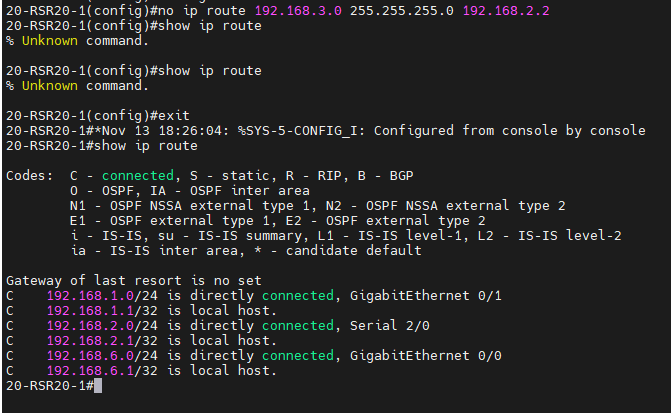 20-RSR20-1(config)#no ip route 192.168.3.0 255.255.255.0 192.168.2.2
20-RSR20-1(config)#show ip route
% Unknown command.
20-RSR20-1(config)#show ip route
% Unknown command.
20-RSR20-1(config)#exit
20-RSR20-1#*Nov 13 18:26:04: %SYS-5-CONFIG_I: Configured from console by console
20-RSR20-1#show ip route
Codes:  C - connected, S - static, R - RIP, B - BGP
        O - OSPF, IA - OSPF inter area
        N1 - OSPF NSSA external type 1, N2 - OSPF NSSA external type 2
        E1 - OSPF external type 1, E2 - OSPF external type 2
        i - IS-IS, su - IS-IS summary, L1 - IS-IS level-1, L2 - IS-IS level-2
        ia - IS-IS inter area, * - candidate default
Gateway of last resort is no set
C    192.168.1.0/24 is directly connected, GigabitEthernet 0/1
C    192.168.1.1/32 is local host.
C    192.168.2.0/24 is directly connected, Serial 2/0
C    192.168.2.1/32 is local host.
C    192.168.6.0/24 is directly connected, GigabitEthernet 0/0
C    192.168.6.1/32 is local host.
20-RSR20-1#